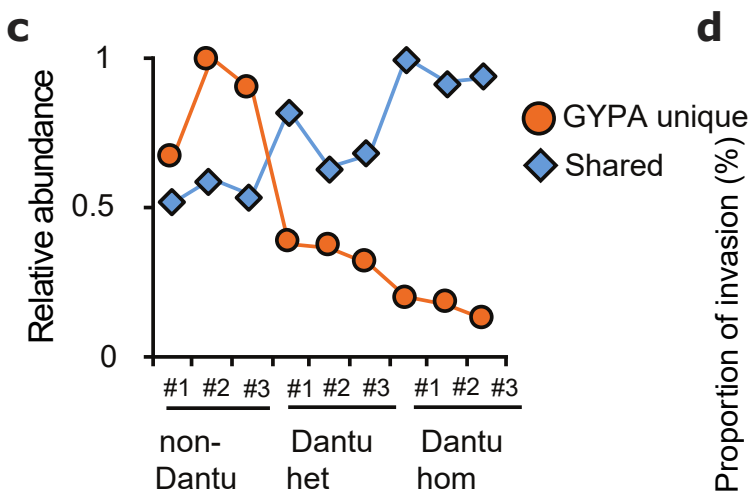 c
d
Relative abundance
1
0.5
0
GYPA unique
Shared
#1 #2 #3 #1 #2 #3 #1 #2 #3
non-
Dantu
Dantu
het
Dantu
hom
Proportion of invasion (%)